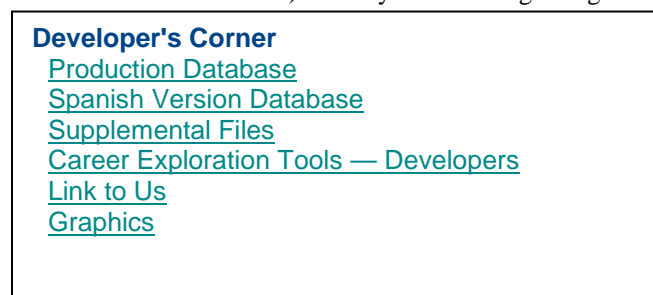 Developer's Corner
Production Database
Spanish Version Database
Supplemental Files
Career Exploration Tools — Developers
Link to Us
Graphics